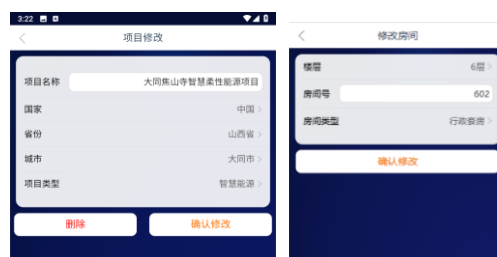 3:22
项目修改
项目名称 大同焦山寺智慧柔性能源项目
国家 中国
省份 山西省
城市 大同市
项目类型 智慧能源
删除 确认修改
修改房间
楼层 6层
房间号 602
房间类型 行政套房
确认修改